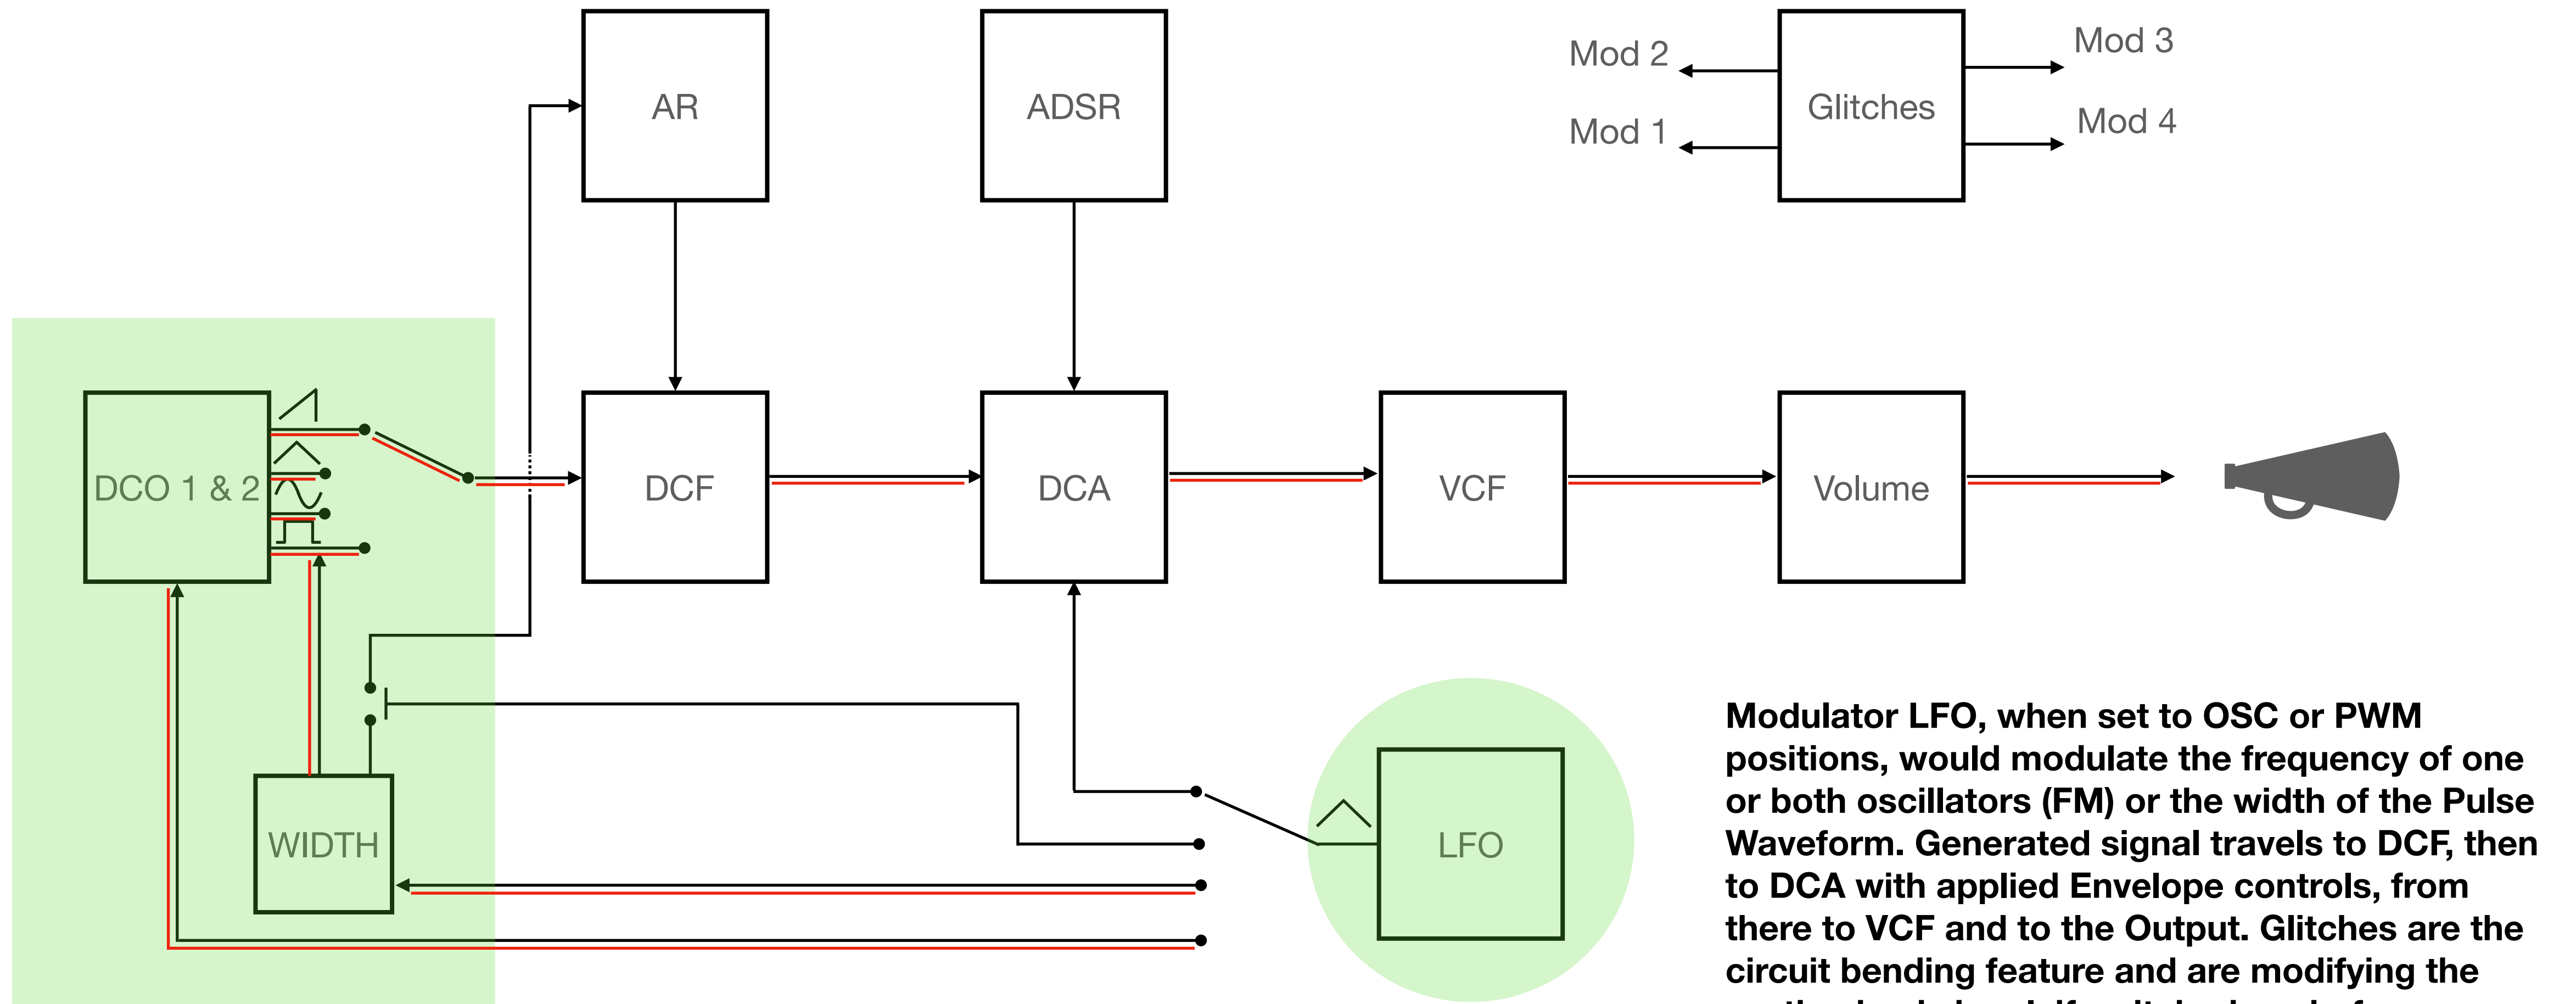 AR
ADSR
Mod 2
Mod 1
Glitches
Mod 3
Mod 4
DCO 1 & 2
DCF
DCA
VCF
Volume
WIDTH
LFO
Modulator LFO, when set to OSC or PWM
positions, would modulate the frequency of one
or both oscillators (FM) or the width of the Pulse
Waveform. Generated signal travels to DCF, then
to DCA with applied Envelope controls, from
there to VCF and to the Output. Glitches are the
circuit bending feature and are modifying the